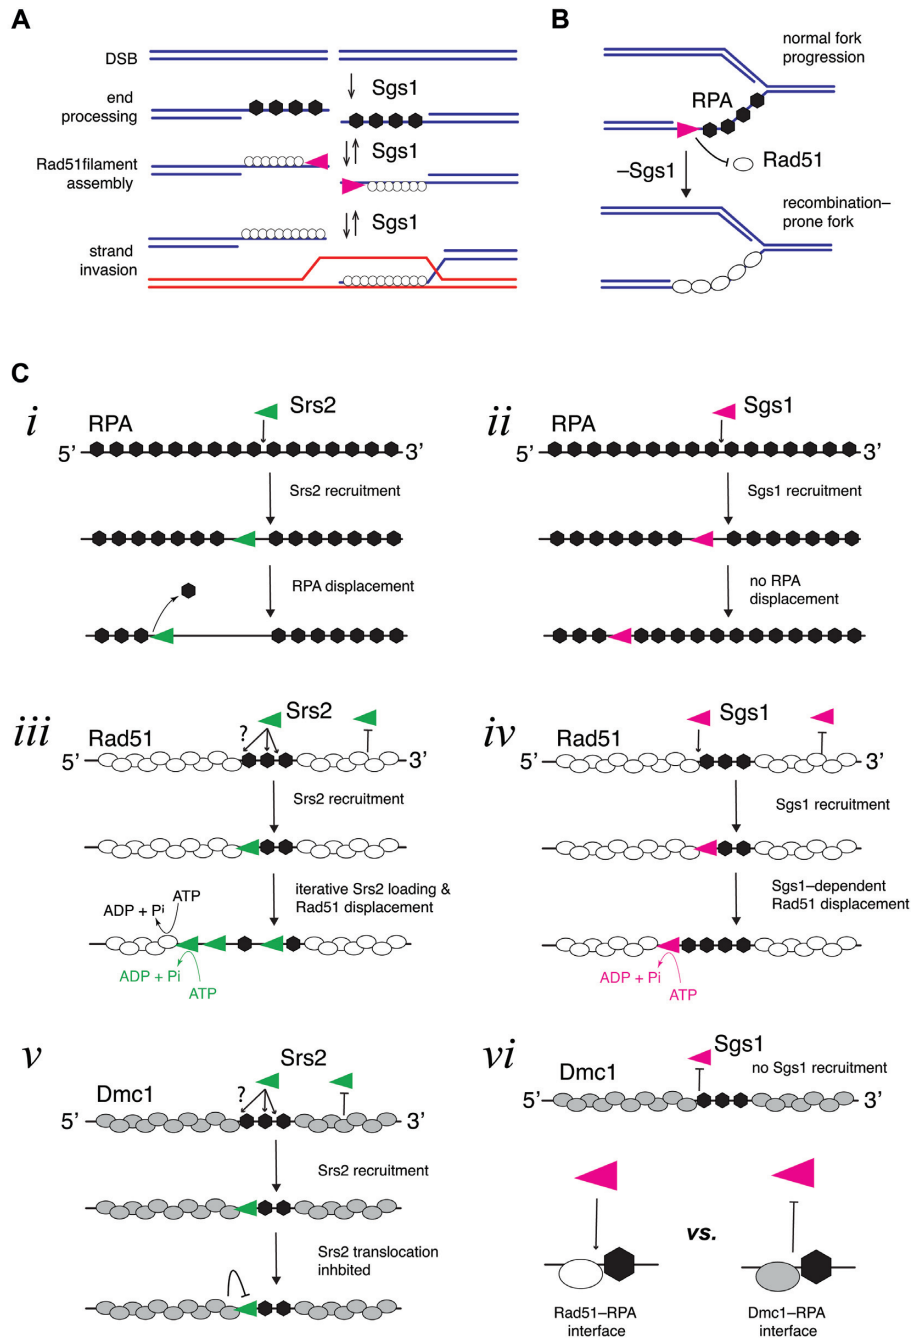 A
DSB
Sgs1
end
processing
Sgs1
Rad51filament
assembly
Sgs1
strand
invasion
B
normal fork
progression
RPA
Rad51
–Sgs1
recombination–
prone fork
C
i
Srs2
RPA
5’
3’
Srs2 recruitment
RPA displacement
ii
Sgs1
RPA
5’
3’
Sgs1 recruitment
no RPA
displacement
iii
Srs2
?
Rad51
5’
3’
Srs2 recruitment
iterative Srs2 loading &
Rad51 displacement
ATP
ADP + Pi
ADP + Pi
ATP
iv
Sgs1
Rad51
5’
3’
Sgs1 recruitment
Sgs1–dependent
Rad51 displacement
ADP + Pi
ATP
v
Srs2
?
Dmc1
5’
3’
Srs2 recruitment
Srs2 translocation
inhbited
vi
Sgs1
no Sgs1 recruitment
Dmc1
5’
3’
vs.
Rad51–RPA
interface
Dmc1–RPA
interface